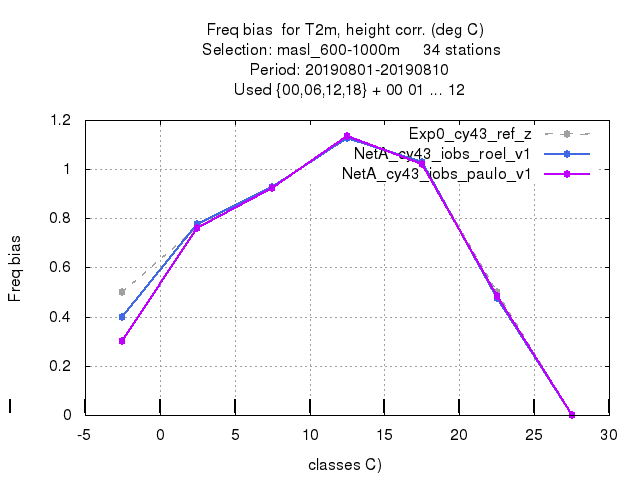 Freq bias for T2m, height corr. (deg C)
Selection: masl_600-1000m 34 stations
Period: 20190801-20190810
Used {00,06,12,18} + 00 01 ... 12
Exp0_cy43_ref_z
NetA_cy43_iobs_roel_v1
NetA_cy43_iobs_paulo_v1
Freq bias
1.2
1
0.8
0.6
0.4
0.2
0
-5 0 5 10 15 20 25 30
classes C)